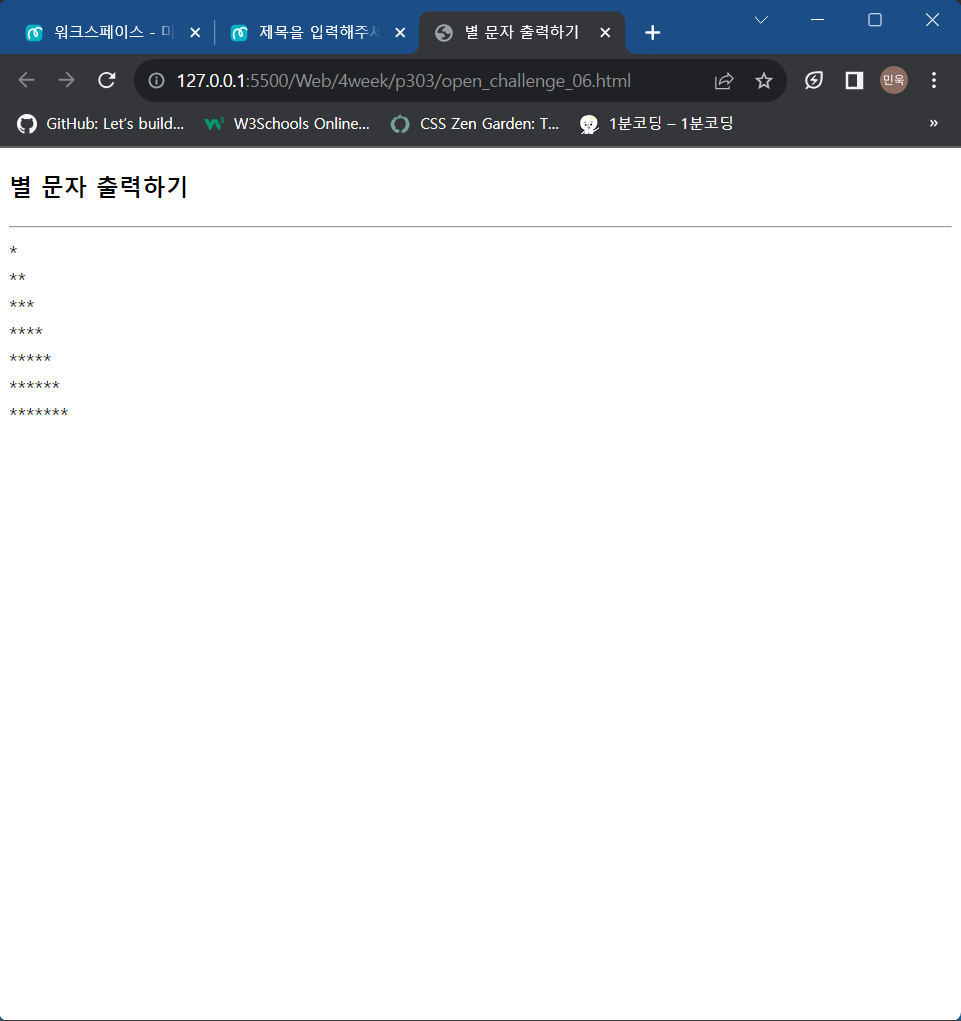 워크스페이스 -
제목을 입력해주
별 문자 출력하기
127.0.0.1:5500/Web/4week/p303/open_challenge_06.html
민욱
GitHub: Let's build...
W3Schools Online...
CSS Zen Garden: T...
1분코딩 – 1분코딩
»
별 문자 출력하기
*
**
***
****
*****
******
*******